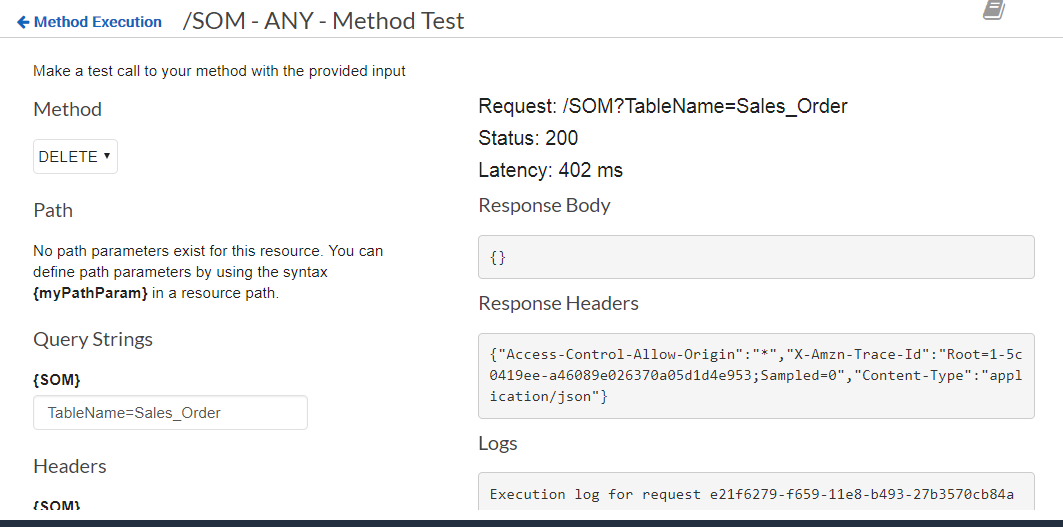 Method Execution /SOM - ANY - Method Test
Make a test call to your method with the provided input
Method
DELETE
Path
No path parameters exist for this resource. You can
define path parameters by using the syntax
{myPathParam} in a resource path.
Query Strings
{SOM}
TableName=Sales_Order
Headers
{SOM}
Request: /SOM?TableName=Sales_Order
Status: 200
Latency: 402 ms
Response Body
{}
Response Headers
{"Access-Control-Allow-Origin":"*","X-Amzn-Trace-Id":"Root=1-5c
0419ee-a46089e026370a05d1d4e953;Sampled=0","Content-Type":"appl
ication/json"}
Logs
Execution log for request e21f6279-f659-11e8-b493-27b3570cb84a